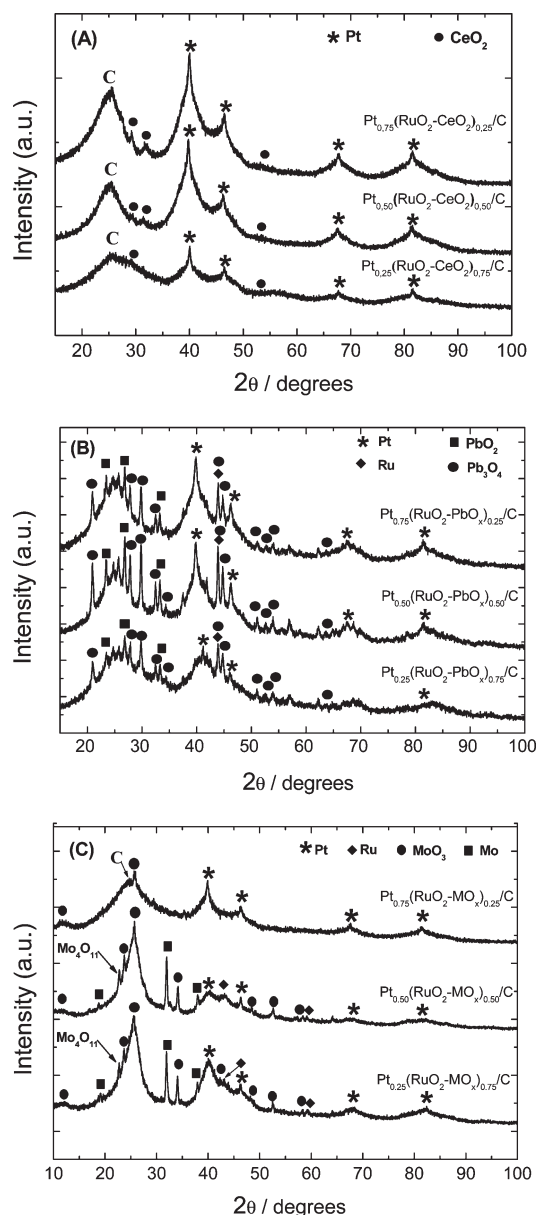 (A)
* Pt ● CeO₂
C
Pt₀,₇₅(RuO₂-CeO₂)₀,₂₅/C
C
Pt₀,₅₀(RuO₂-CeO₂)₀,₅₀/C
C
Pt₀,₂₅(RuO₂-CeO₂)₀,₇₅/C
Intensity (a.u.)
20 30 40 50 60 70 80 90 100
2θ / degrees
(B)
* Pt ■ PbO₂
◆ Ru ● Pb₃O₄
Pt₀.₇₅(RuO₂-PbOₓ)₀.₂₅/C
Pt₀.₅₀(RuO₂-PbOₓ)₀.₅₀/C
Pt₀.₂₅(RuO₂-PbOₓ)₀.₇₅/C
Intensity (a.u.)
20 30 40 50 60 70 80 90 100
2θ / degrees
(C)
* Pt ◆ Ru ● MoO₃ ■ Mo
C
Pt₀.₇₅(RuO₂-MOₓ)₀.₂₅/C
Mo₄O₁₁
Pt₀.₅₀(RuO₂-MOₓ)₀.₅₀/C
Mo₄O₁₁
Pt₀.₂₅(RuO₂-MOₓ)₀.₇₅/C
Intensity (a.u.)
10 20 30 40 50 60 70 80 90 100
2θ / degrees